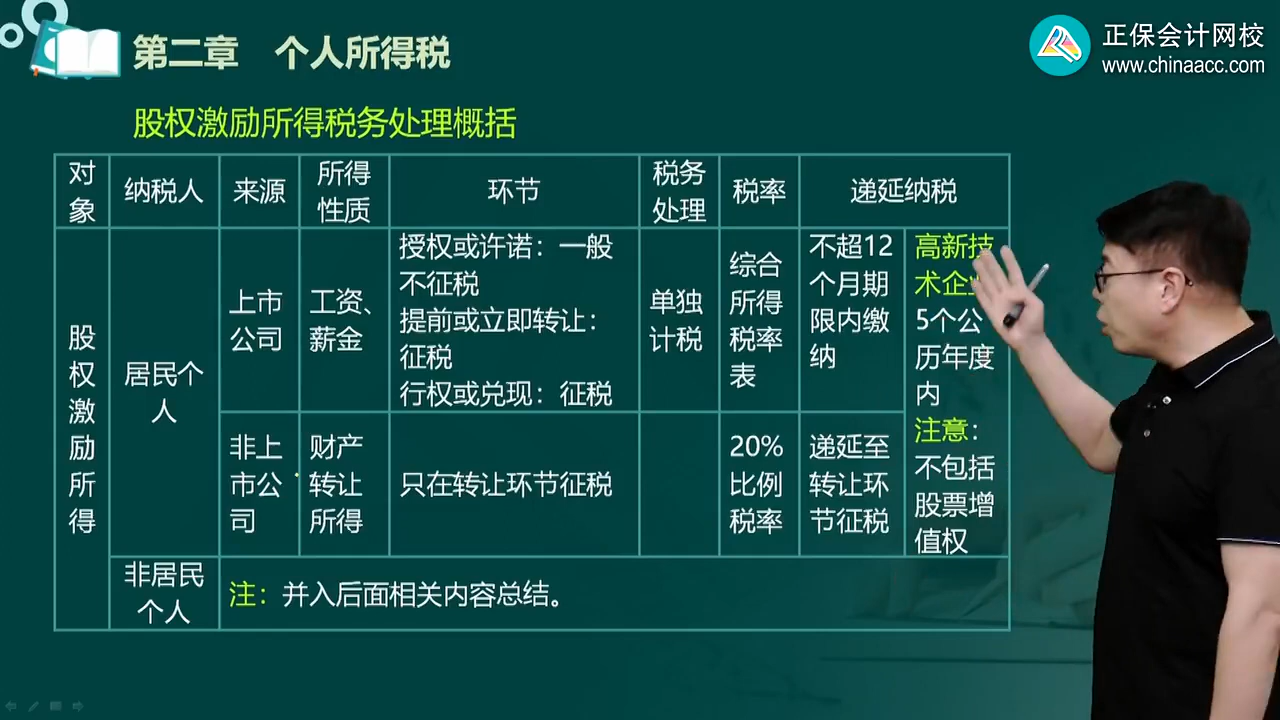 第二章 个人所得税
正保会计网校
www.chinaacc.com
股权激励所得税务处理概括
对象
纳税人
来源
所得
性质
环节
税务
处理
税率
递延纳税
股权激励所得
居民个
人
上市
公司
工资、
薪金
授权或许诺：一般
不征税
提前或立即转让：
征税
行权或兑现：征税
单独
计税
综合
所得
税率
表
不超12
个月期
限内缴
纳
高新技
术企
5个公
历年度
内
注意：
不包括
股票增
值权
非上
市公
司
财产
转让
所得
只在转让环节征税
20%
比例
税率
递延至
转让环
节征税
非居民
个人
注：并入后面相关内容总结。